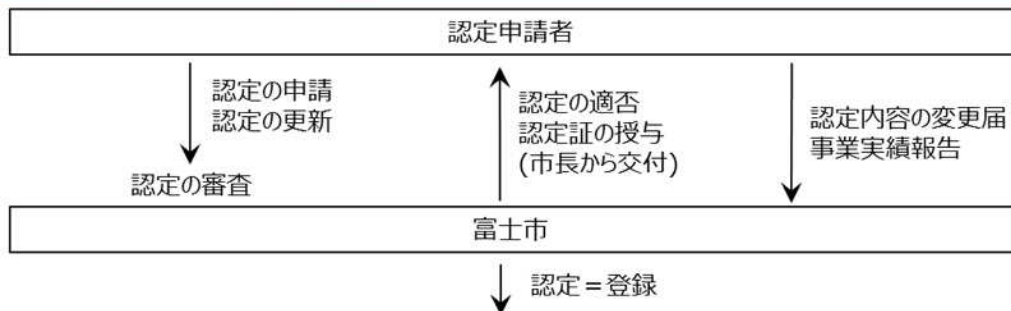 認定申請者
認定の申請
認定の更新
認定の審査
認定の適否
認定証の授与
(市長から交付)
認定内容の変更届
事業実績報告
富士市
認定＝登録